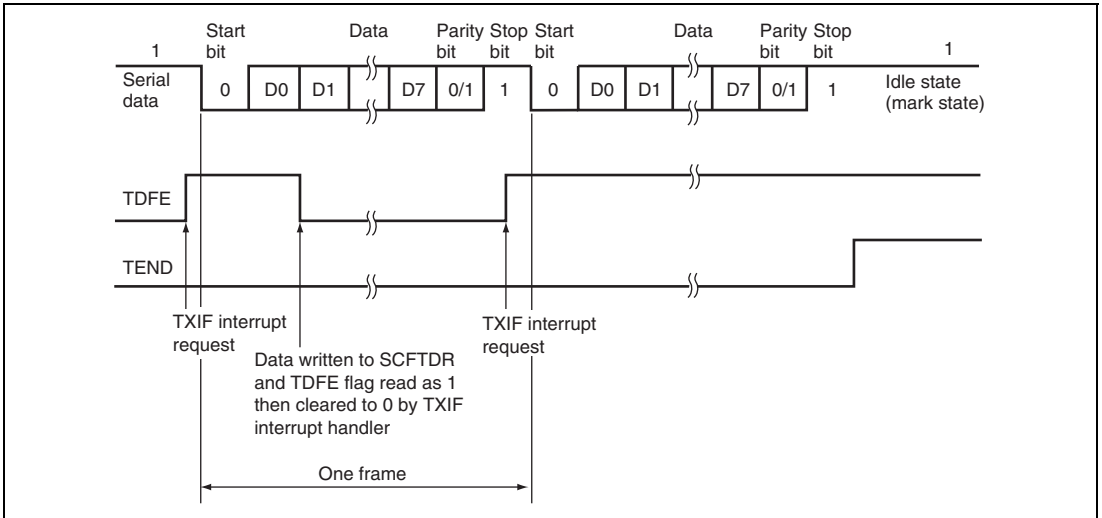 Start Data Parity Stop Start Data Parity Stop
1 bit bit bit bit bit bit 1
Serial data
0 D0 D1 D7 0/1 1 0 D0 D1 D7 0/1 1
Idle state
(mark state)
TDFE
TEND
TXIF interrupt
request
Data written to SCFTDR
and TDFE flag read as 1
then cleared to 0 by TXIF
interrupt handler
TXIF interrupt
request
One frame